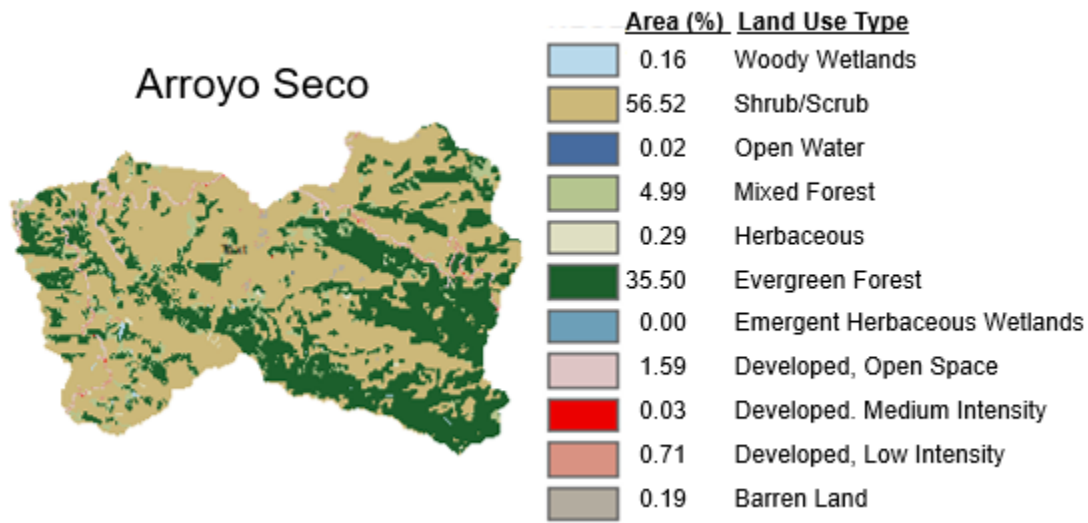 Area (%) Land Use Type
Arroyo Seco
0.16 Woody Wetlands
56.52 Shrub/Scrub
0.02 Open Water
4.99 Mixed Forest
0.29 Herbaceous
35.50 Evergreen Forest
0.00 Emergent Herbaceous Wetlands
1.59 Developed, Open Space
0.03 Developed. Medium Intensity
0.71 Developed, Low Intensity
0.19 Barren Land